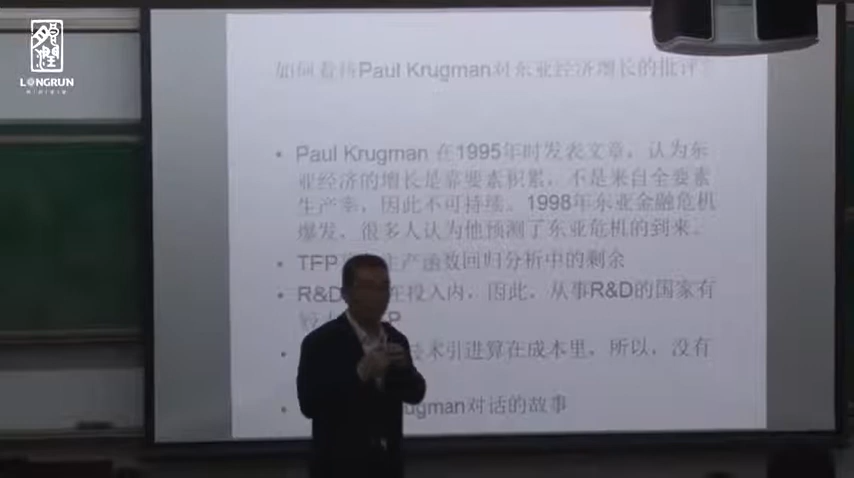 朗润
LONGRUN
如何看待Paul Krugman对东亚经济增长的批评?
• Paul Krugman 在1995年时发表文章，认为东
亚经济的增长是靠要素积累，不是来自全要素
生产率，因此不可持续。1998年东亚金融危机
爆发，很多人认为他预测了东亚危机的到来。
• TFP 生产函数回归分析中的剩余
• R&D 在投入内，因此，从事R&D的国家有
• 技术引进算在成本里，所以，没有
• ugman对话的故事